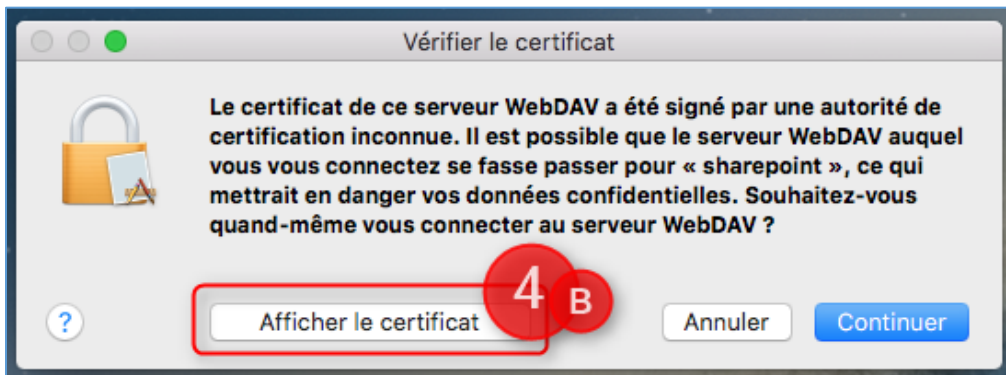 Vérifier le certificat
Le certificat de ce serveur WebDAV a été signé par une autorité de
certification inconnue. Il est possible que le serveur WebDAV auquel
vous vous connectez se fasse passer pour « sharepoint », ce qui
mettrait en danger vos données confidentielles. Souhaitez-vous
quand-même vous connecter au serveur WebDAV ?
4 B
? Afficher le certificat Annuler Continuer